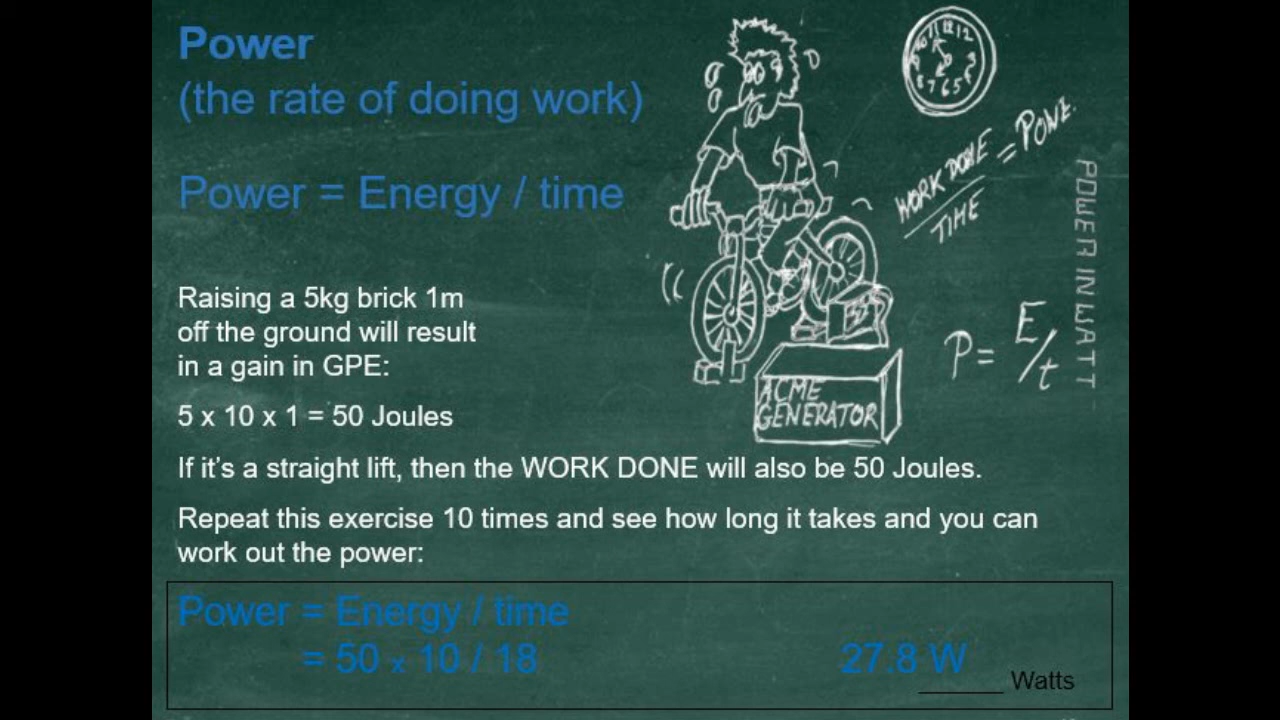 Power
(the rate of doing work)
Power = Energy / time
Raising a 5kg brick 1m
off the ground will result
in a gain in GPE:
5 x 10 x 1 = 50 Joules
If it's a straight lift, then the WORK DONE will also be 50 Joules.
Repeat this exercise 10 times and see how long it takes and you can
work out the power:
Power = Energy / time
= 50 x 10 / 18
27.8 W
______ Watts
WORK DONE
TIME
=
POWER IN WATT
P = E/t
ACME
GENERATOR